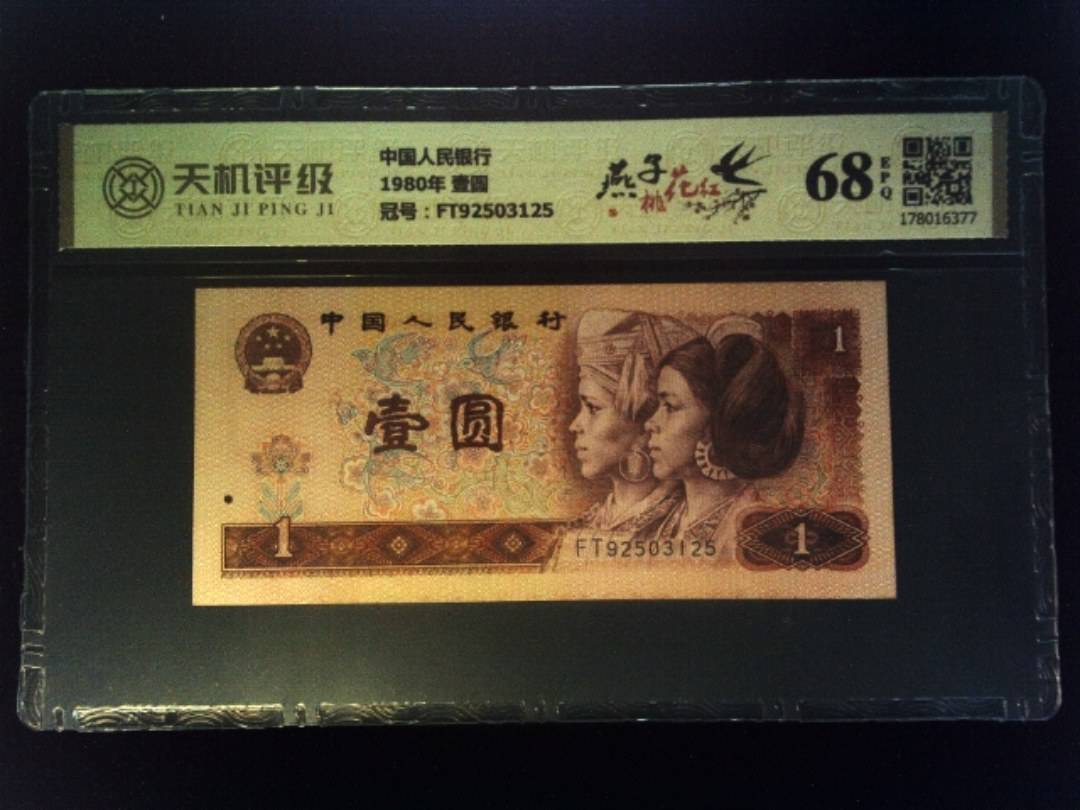 天机评级
TIAN JI PING JI
中国人民银行
1980年 壹圆
冠号：FT92503125
燕子
桃花红
68
EPQ
178016377
中国人民银行
壹圆
1
1
FT92503125
1